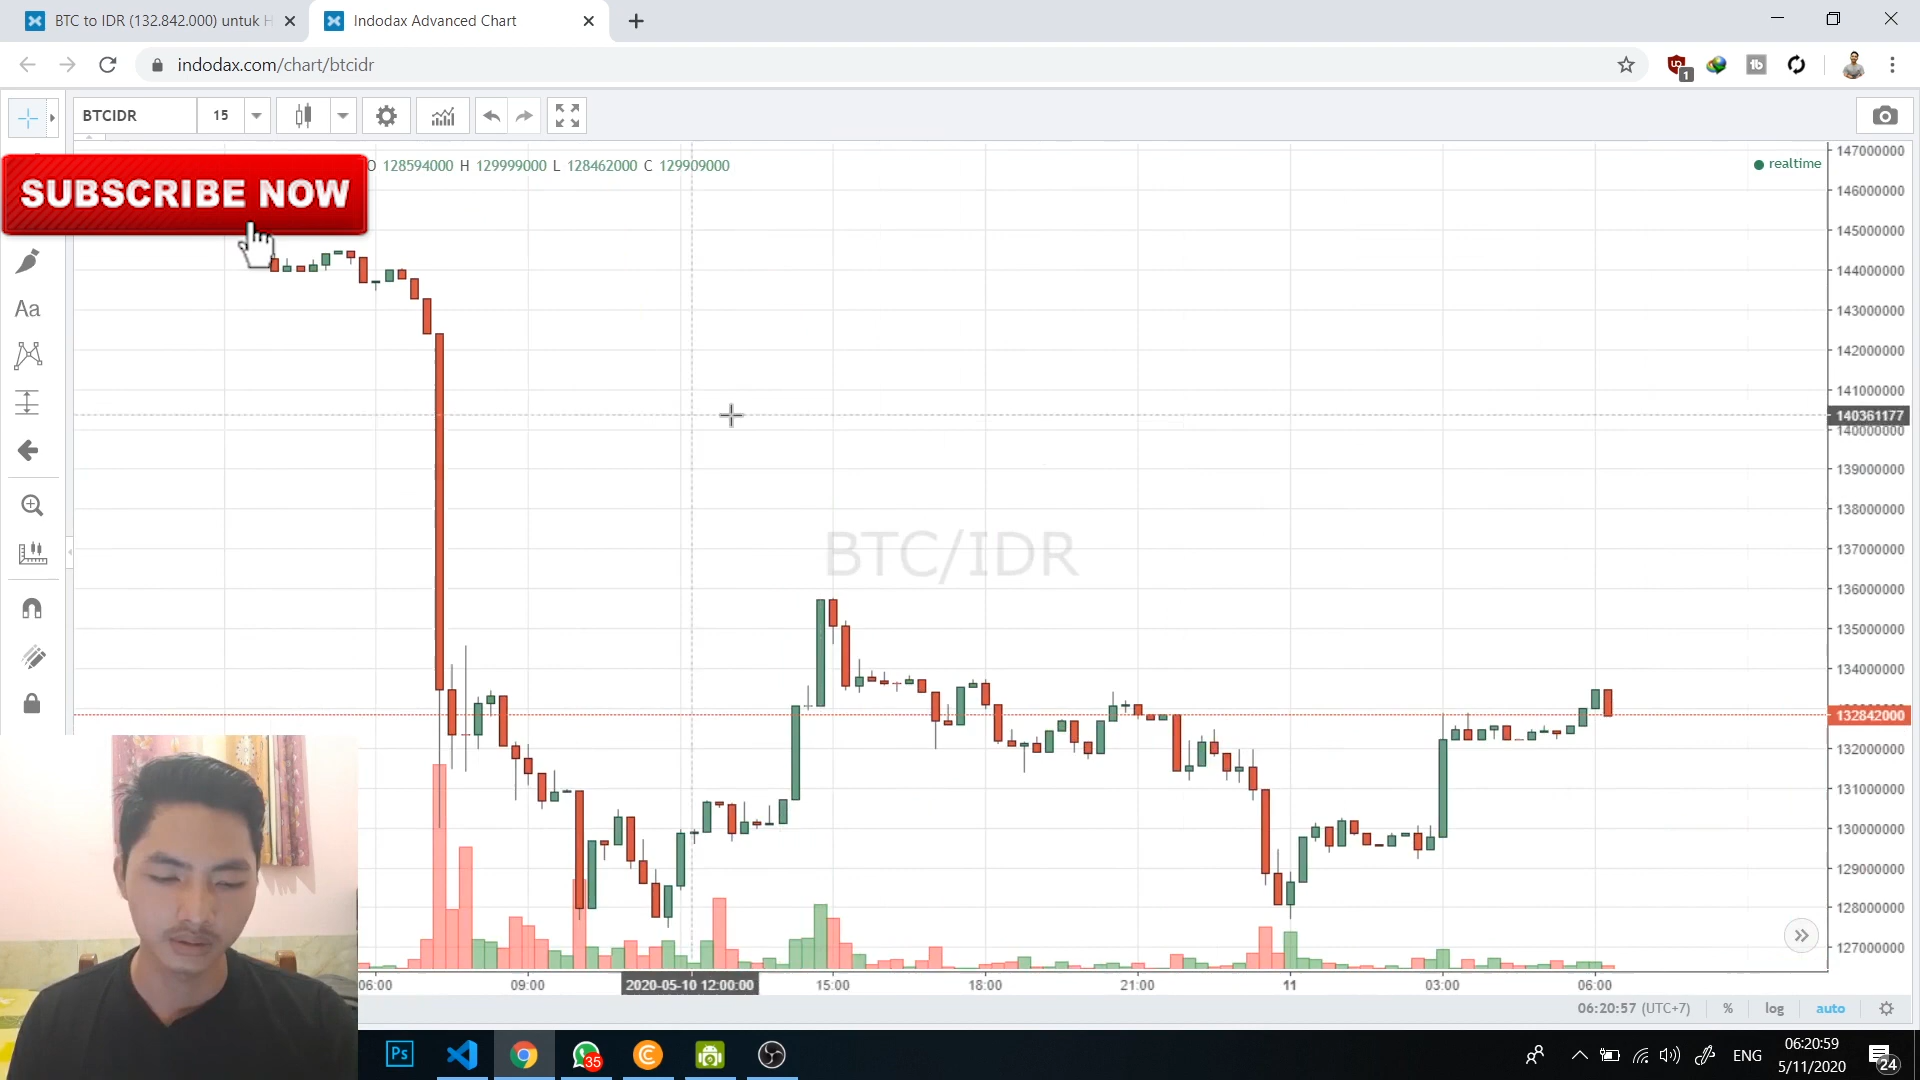 BTC to IDR (132.842.000) untuk H
Indodax Advanced Chart
indodax.com/chart/btcidr
1
BTCIDR
15
O 128594000 H 129999000 L 128462000 C 129909000
realtime
SUBSCRIBE NOW
Aa
BTC/IDR
147000000
146000000
145000000
144000000
143000000
142000000
141000000
140361177
140000000
139000000
138000000
137000000
136000000
135000000
134000000
132842000
132000000
131000000
130000000
129000000
128000000
127000000
06:00
09:00
2020-05-10 12:00:00
15:00
18:00
21:00
11
03:00
06:00
06:20:57 (UTC+7)
%
log
auto
Ps
35
ENG
06:20:59
5/11/2020
24